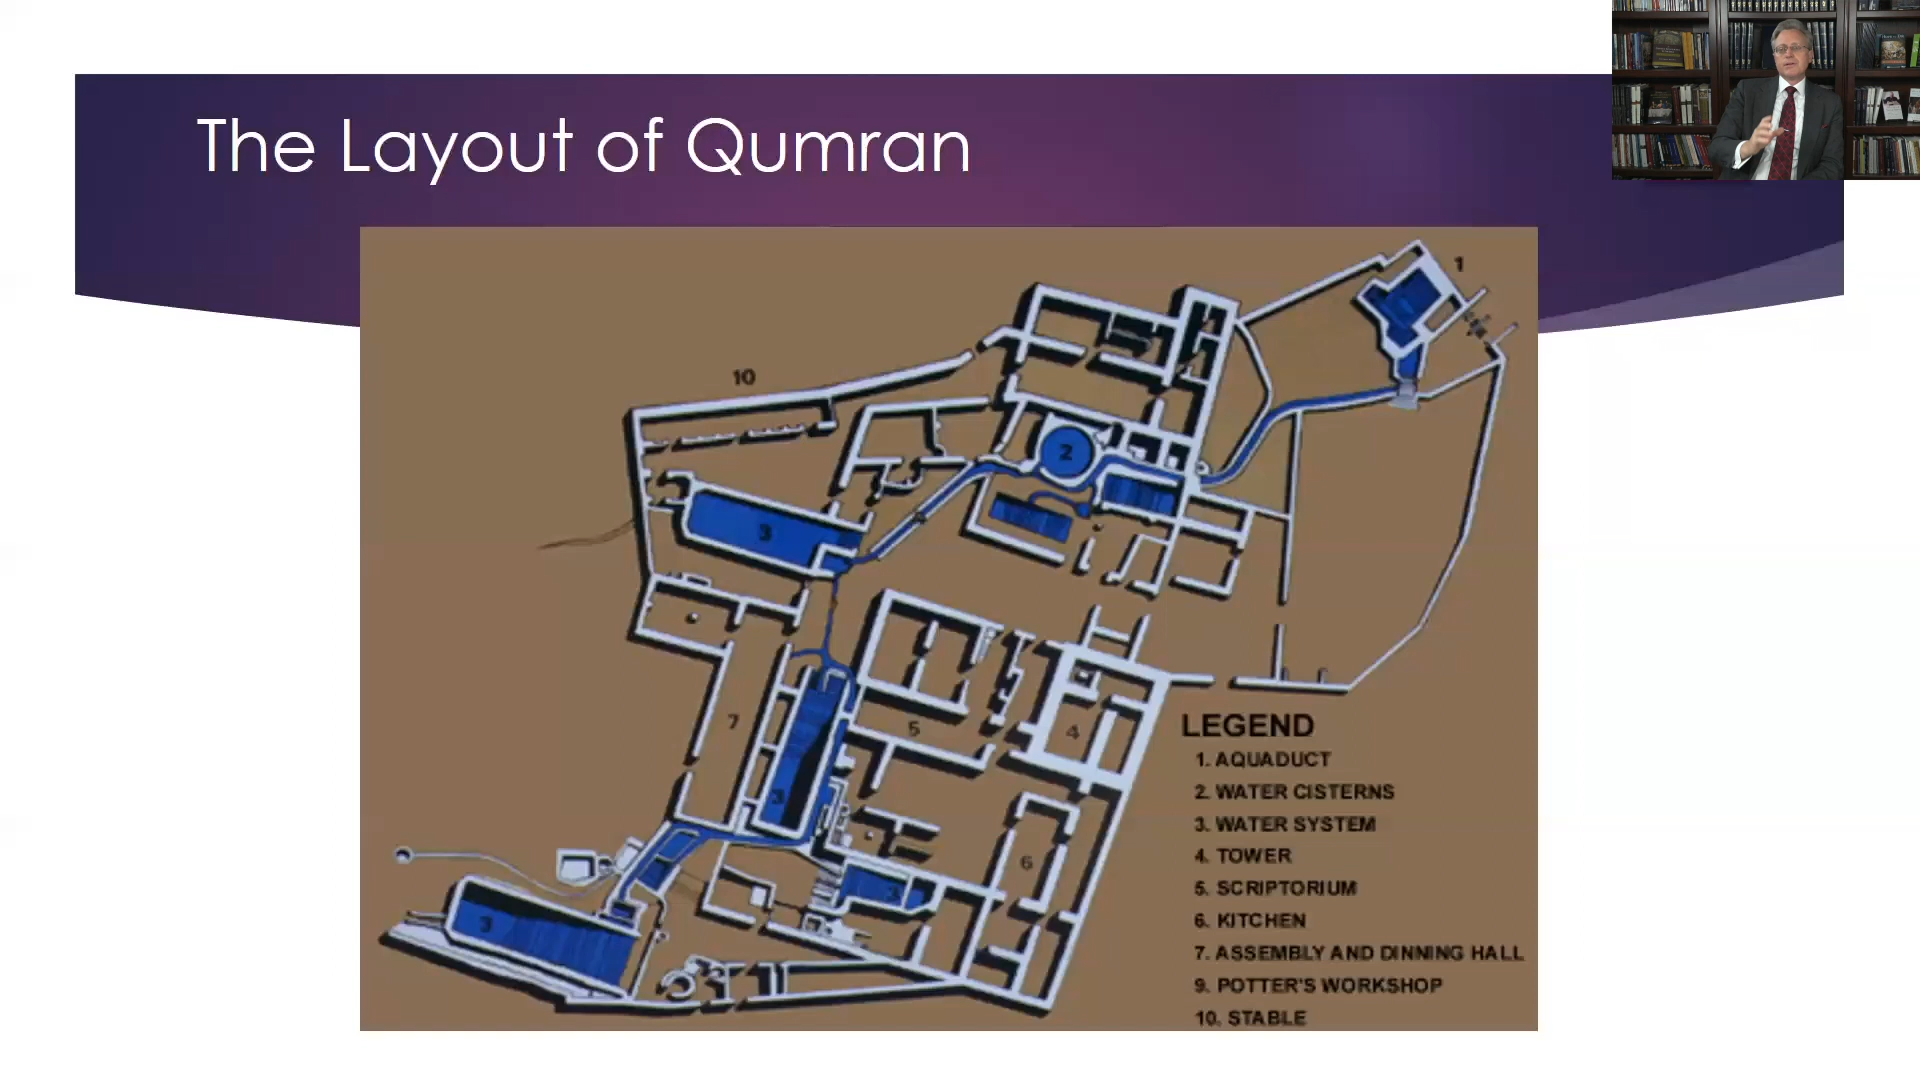 The Layout of Qumran
1
10
2
3
7
5
4
3
6
3
3
LEGEND
1. AQUADUCT
2. WATER CISTERNS
3. WATER SYSTEM
4. TOWER
5. SCRIPTORIUM
6. KITCHEN
7. ASSEMBLY AND DINNING HALL
9. POTTER'S WORKSHOP
10. STABLE